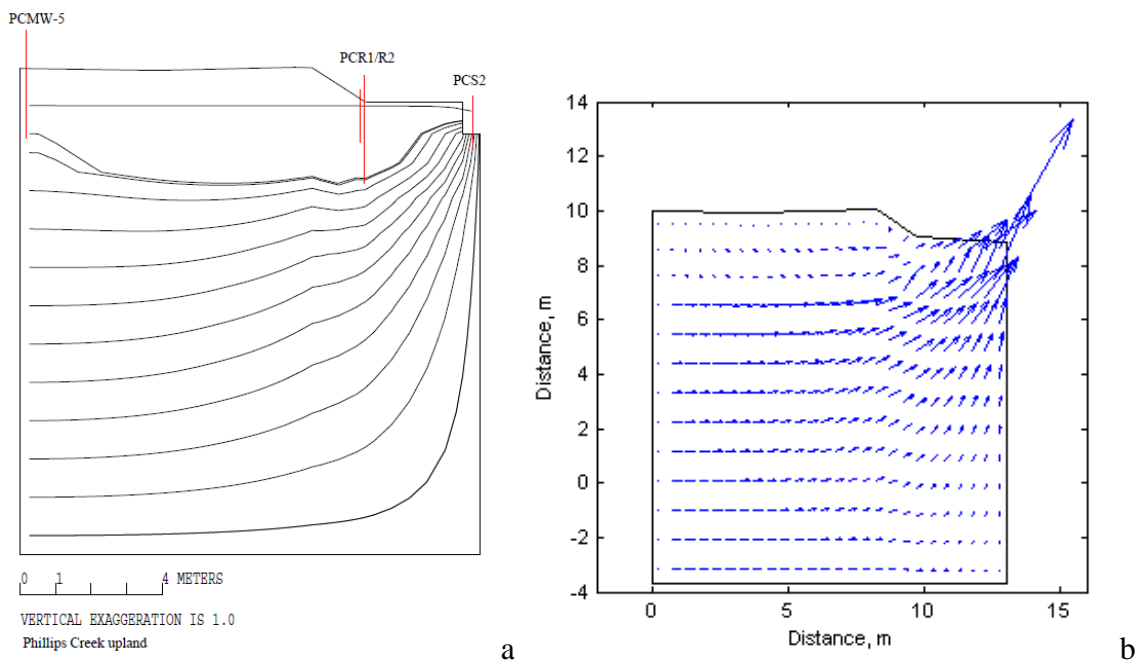 PCMW-5
PCR1/R2
PCS2
0 1 4 METERS
VERTICAL EXAGGERATION IS 1.0
Phillips Creek upland
a
14
12
10
8
6
4
2
0
-2
-4
Distance, m
0 5 10 15
Distance, m
b